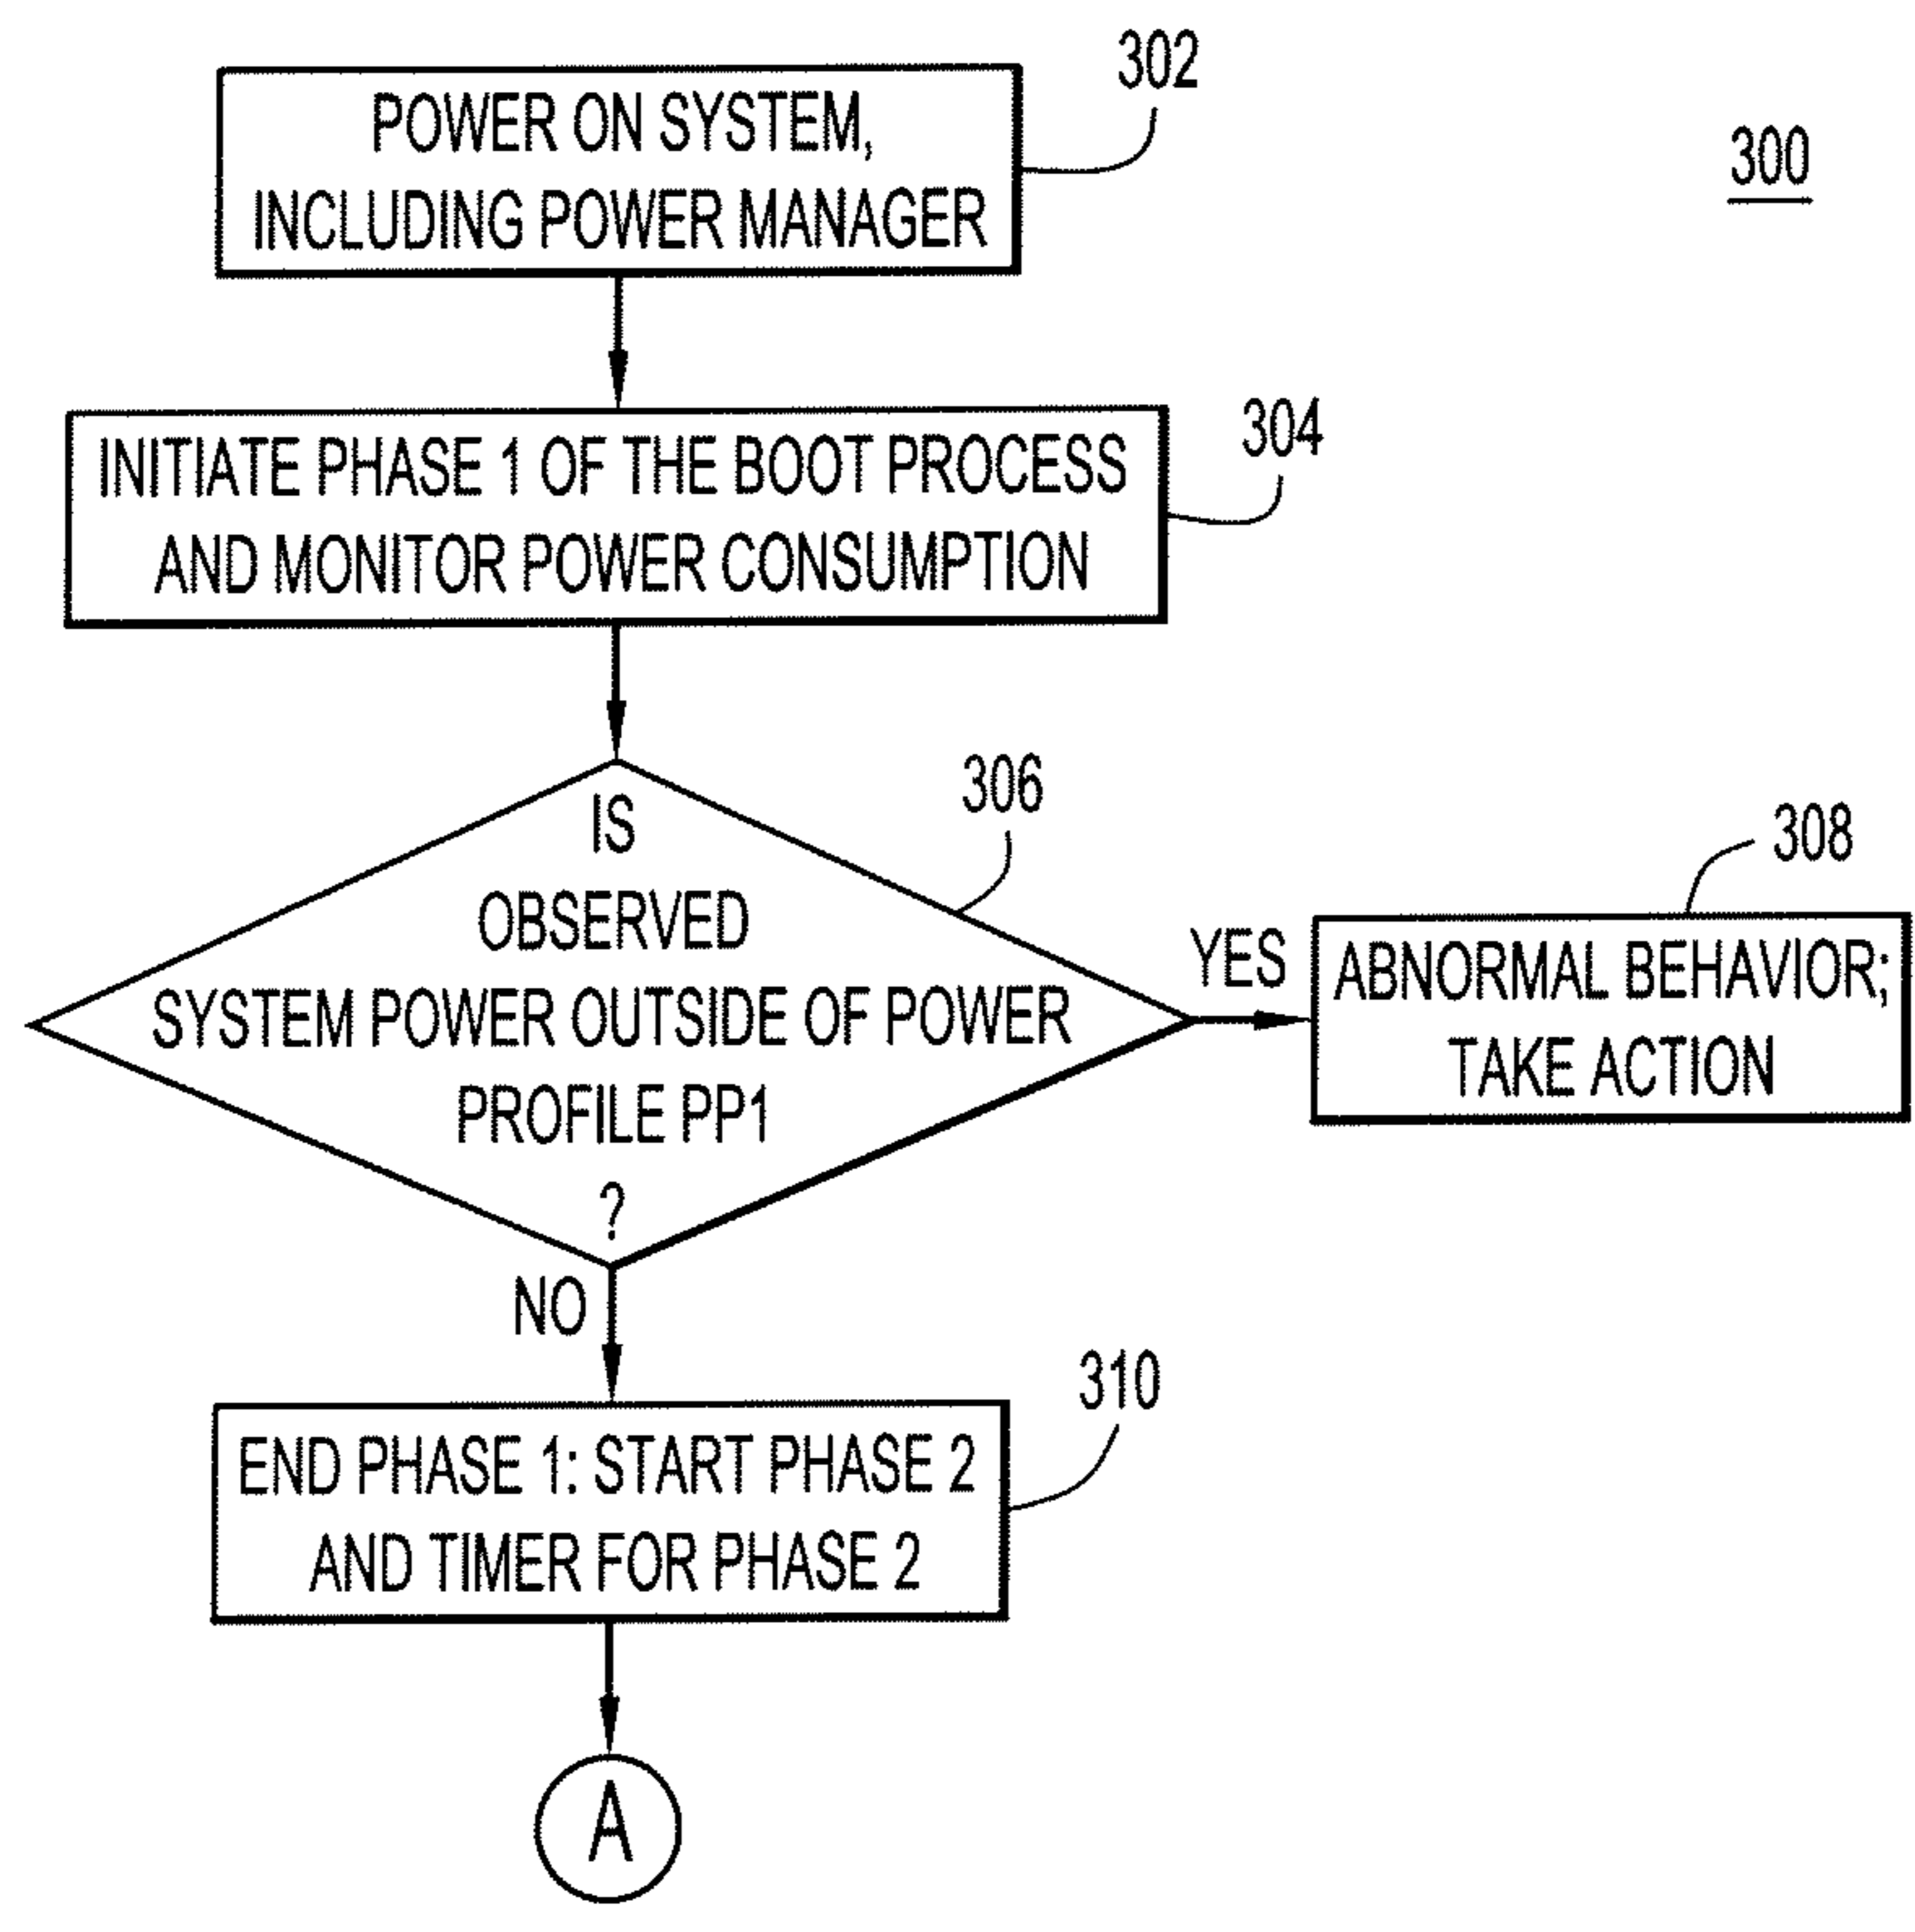 302
300
POWER ON SYSTEM,
INCLUDING POWER MANAGER
304
INITIATE PHASE 1 OF THE BOOT PROCESS
AND MONITOR POWER CONSUMPTION
306
308
IS
OBSERVED
SYSTEM POWER OUTSIDE OF POWER
PROFILE PP1
?
YES
ABNORMAL BEHAVIOR;
TAKE ACTION
NO
310
END PHASE 1: START PHASE 2
AND TIMER FOR PHASE 2
A